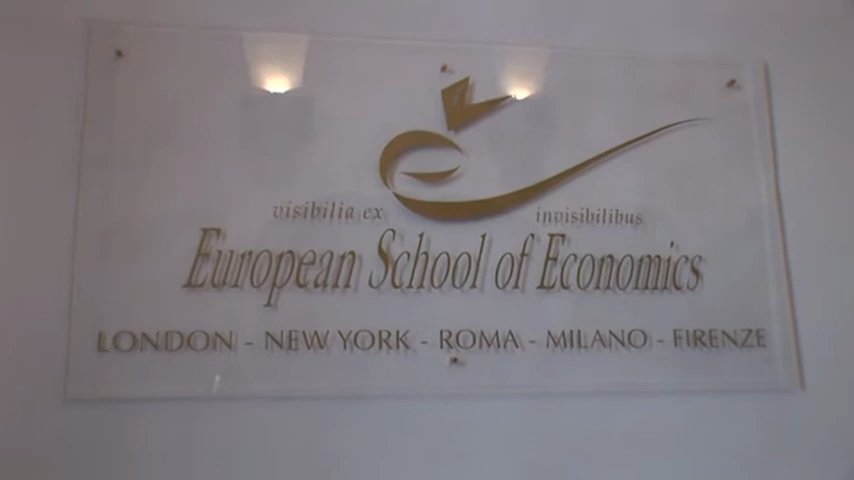 visibilia ex invisibilibus
European School of Economics
LONDON - NEW YORK - ROMA - MILANO - FIRENZE